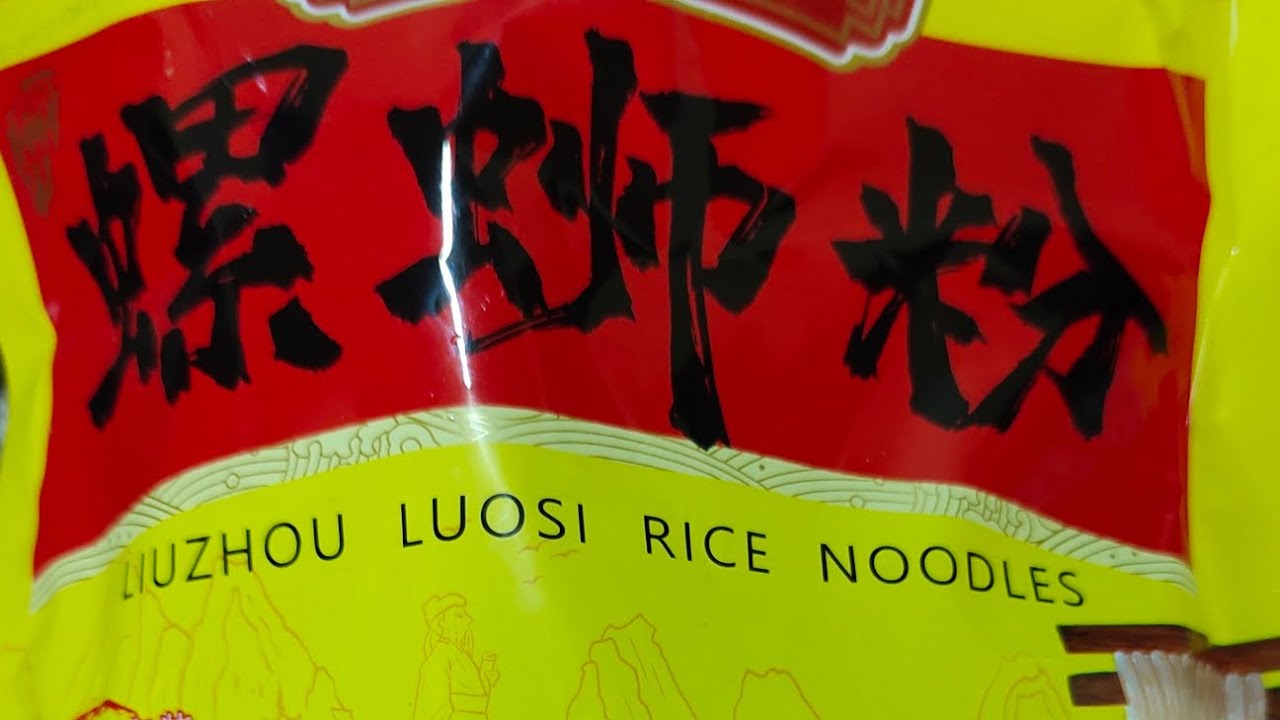 螺蛳粉
LIUZHOU LUOSI RICE NOODLES